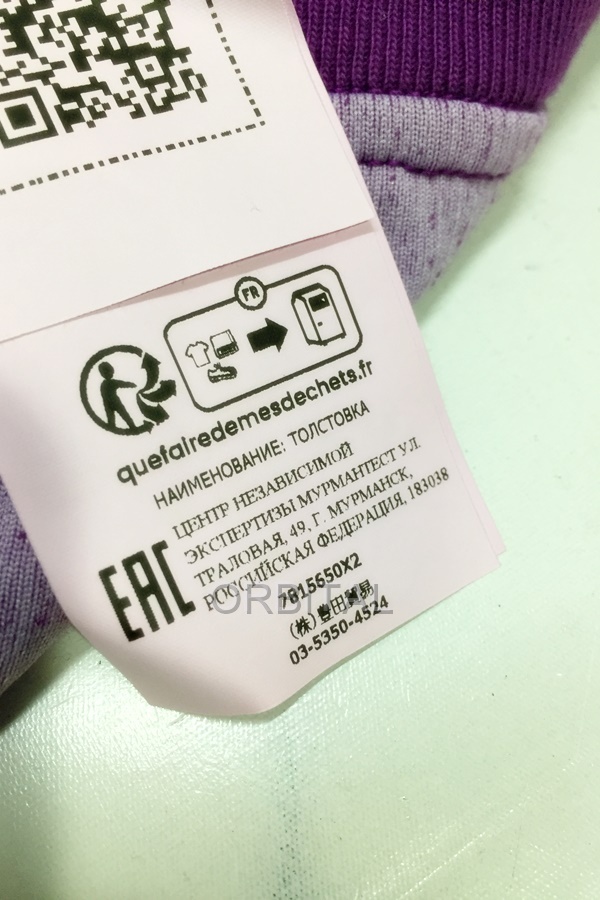 FR
quefairedemesdechets.fr
НАИМЕНОВАНИЕ: ТОЛСТОВКА
ЦЕНТР НЕЗАВИСИМОЙ
ЭКСПЕРТИЗЫ МУРМАНТЕСТ УЛ.
ТРАЛОВАЯ, 49, Г. МУРМАНСК,
РОССИЙСКАЯ ФЕДЕРАЦИЯ, 183038
EAC
7815650X2
ORBITAL
(株)豊田貿易
03-5350-4524